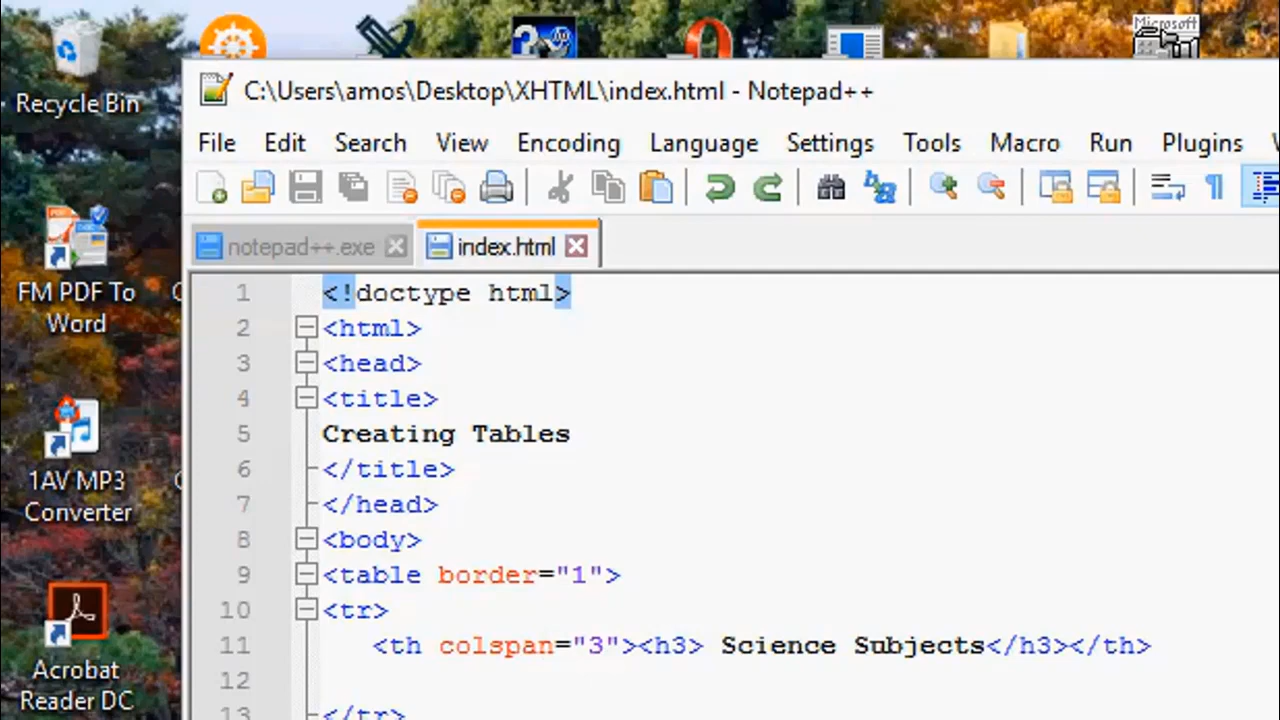 Microsoft
Recycle Bin
C:\Users\amos\Desktop\XHTML\index.html - Notepad++
File Edit Search View Encoding Language Settings Tools Macro Run Plugins
notepad++.exe index.html
FM PDF To
Word
1AV MP3
Converter
Acrobat
Reader DC
1 <!doctype html>
2 <html>
3 <head>
4 <title>
5 Creating Tables
6 </title>
7 </head>
8 <body>
9 <table border="1">
10 <tr>
11 <th colspan="3"><h3> Science Subjects</h3></th>
12
13 </tr>